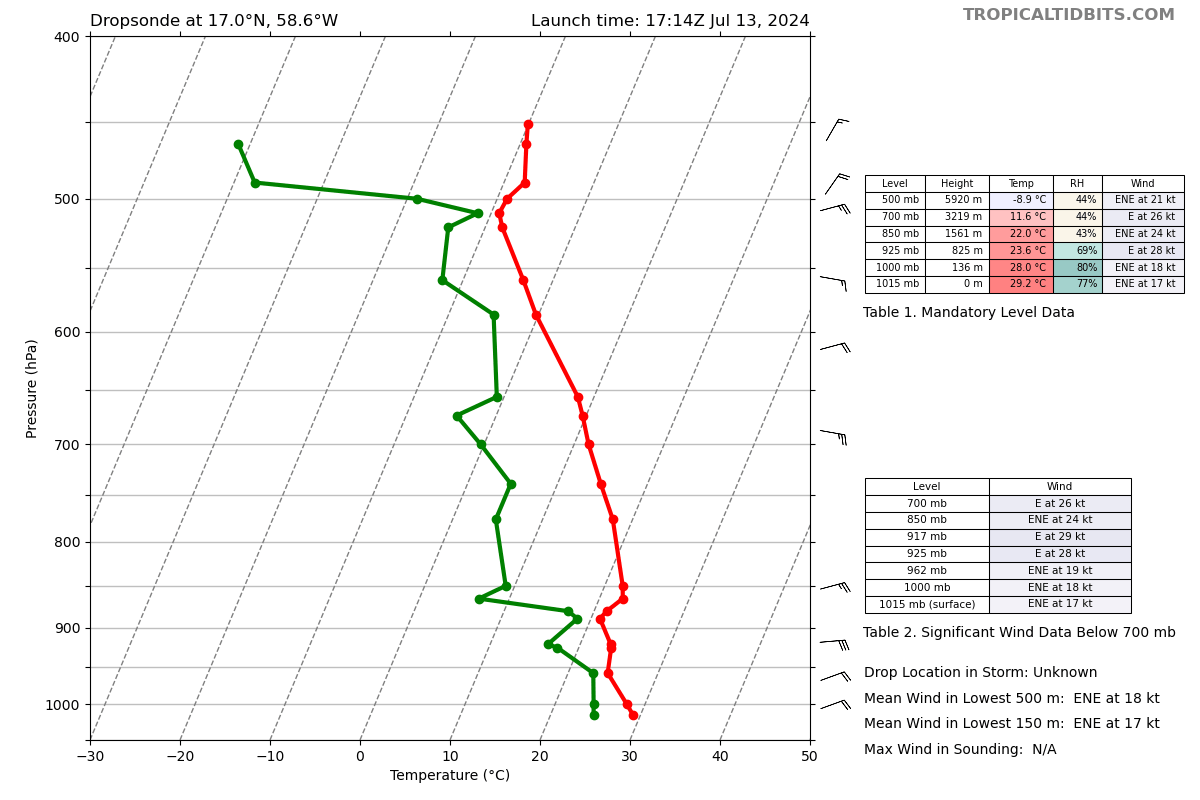 Dropsonde at 17.0°N, 58.6°W Launch time: 17:14Z Jul 13, 2024
TROPICALTIDBITS.COM
400
500
600
700
800
900
1000
Pressure (hPa)
−30 −20 −10 0 10 20 30 40 50
Temperature (°C)
Level Height Temp RH Wind
500 mb 5920 m -8.9 °C 44% ENE at 21 kt
700 mb 3219 m 11.6 °C 44% E at 26 kt
850 mb 1561 m 22.0 °C 43% ENE at 24 kt
925 mb 825 m 23.6 °C 69% E at 28 kt
1000 mb 136 m 28.0 °C 80% ENE at 18 kt
1015 mb 0 m 29.2 °C 77% ENE at 17 kt
Table 1. Mandatory Level Data
Level Wind
700 mb E at 26 kt
850 mb ENE at 24 kt
917 mb E at 29 kt
925 mb E at 28 kt
962 mb ENE at 19 kt
1000 mb ENE at 18 kt
1015 mb (surface) ENE at 17 kt
Table 2. Significant Wind Data Below 700 mb
Drop Location in Storm: Unknown
Mean Wind in Lowest 500 m: ENE at 18 kt
Mean Wind in Lowest 150 m: ENE at 17 kt
Max Wind in Sounding: N/A